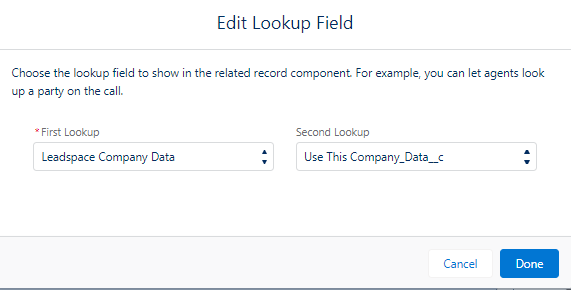 Edit Lookup Field
Choose the lookup field to show in the related record component. For example, you can let agents look
up a party on the call.
* First Lookup
Second Lookup
Leadspace Company Data
Use This Company_Data__c
Cancel
Done